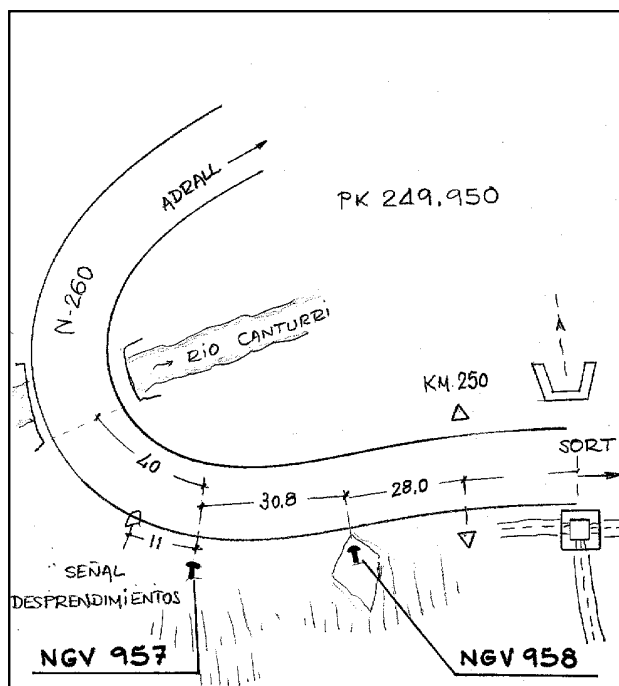 ADRALL
PK 249.950
N-260
RÍO CANTURRI
KM. 250
SORT
40
30,8
28,0
11
SEÑAL
DESPRENDIMIENTOS
NGV 957
NGV 958